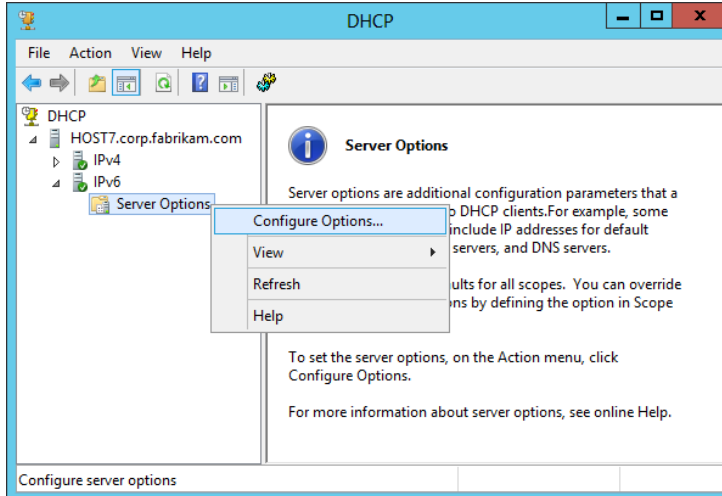 DHCP
File Action View Help
DHCP
HOST7.corp.fabrikam.com
IPv4
IPv6
Server Options
Configure Options...
View
Refresh
Help
Server Options
Server options are additional configuration parameters that a
o DHCP clients.For example, some
include IP addresses for default
servers, and DNS servers.
ults for all scopes. You can override
ns by defining the option in Scope
To set the server options, on the Action menu, click
Configure Options.
For more information about server options, see online Help.
Configure server options